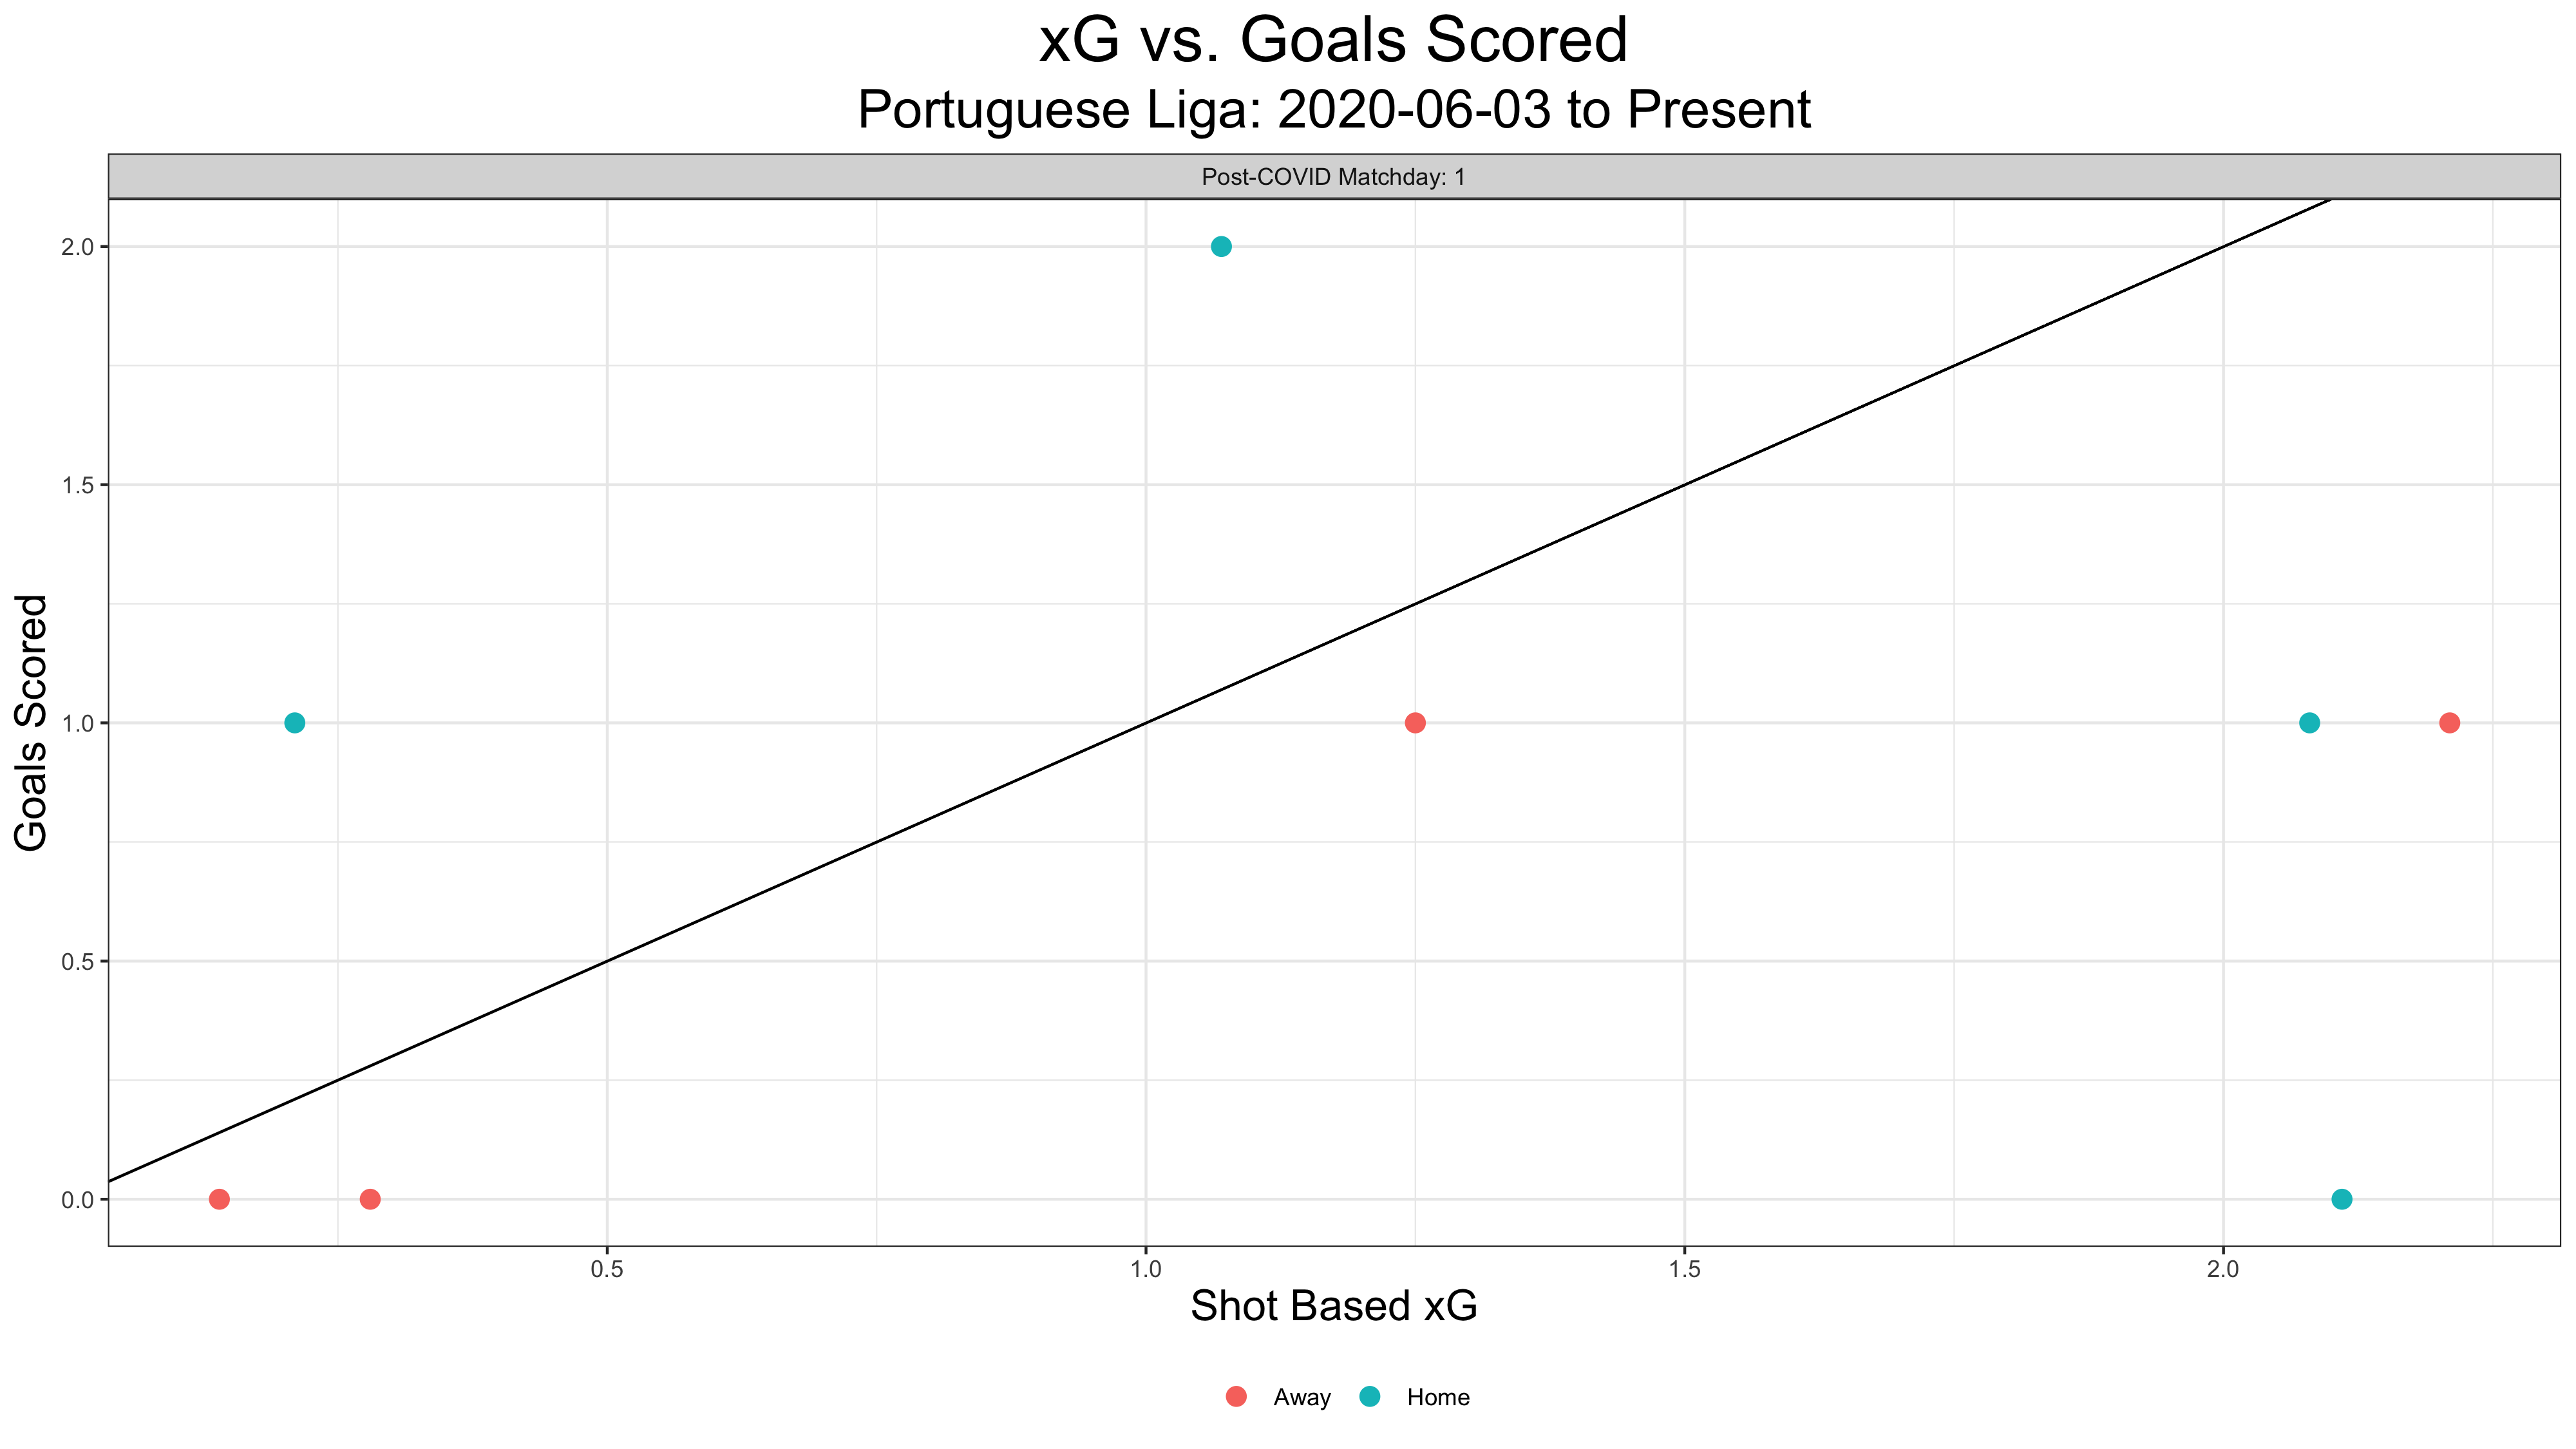 xG vs. Goals Scored
Portuguese Liga: 2020-06-03 to Present
Post-COVID Matchday: 1
2.0
1.5
1.0
0.5
0.0
Goals Scored
0.5
1.0
1.5
2.0
Shot Based xG
Away
Home